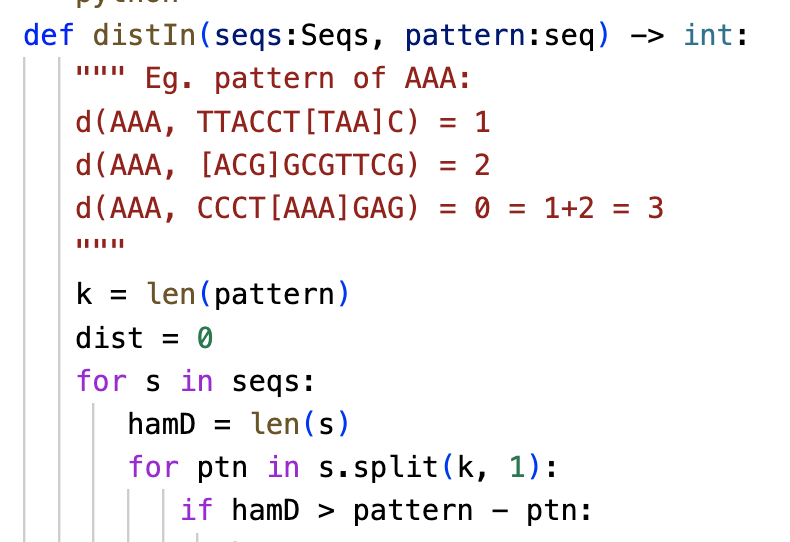 python
def distIn(seqs:Seqs, pattern:seq) -> int:
""" Eg. pattern of AAA:
d(AAA, TTACCT[TAA]C) = 1
d(AAA, [ACG]GCGTTCG) = 2
d(AAA, CCCT[AAA]GAG) = 0 = 1+2 = 3
"""
k = len(pattern)
dist = 0
for s in seqs:
hamD = len(s)
for ptn in s.split(k, 1):
if hamD > pattern - ptn: